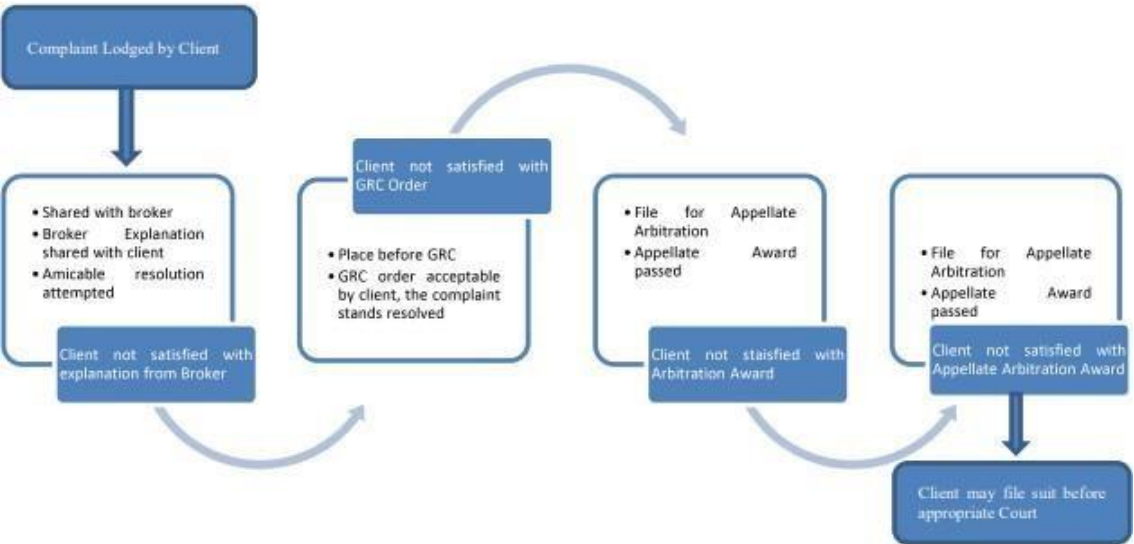 Complaint Lodged by Client
• Shared with broker
• Broker Explanation
shared with client
• Amicable resolution
attempted
Client not satisfied with
explanation from Broker
Client not satisfied with
GRC Order
• Place before GRC
• GRC order acceptable
by client, the complaint
stands resolved
• File for Appellate
Arbitration
• Appellate Award
passed
Client not staisfied with
Arbitration Award
• File for Appellate
Arbitration
• Appellate Award
passed
Client not satisfied with
Appellate Arbitration Award
Client may file suit before
appropriate Court